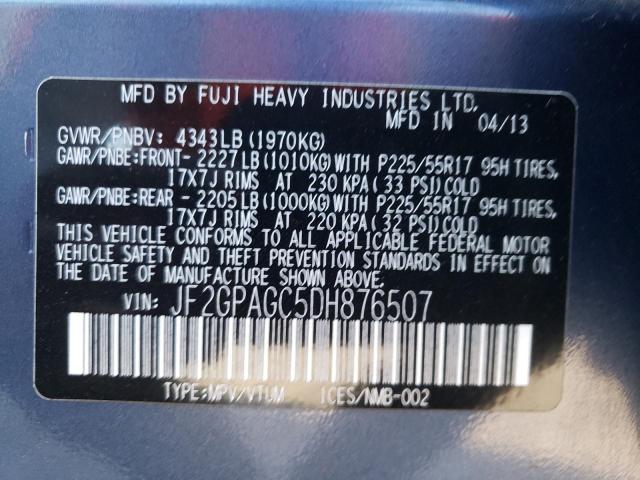 MFD BY FUJI HEAVY INDUSTRIES LTD.
MFD IN 04/13
GVWR/PNBV: 4343LB (1970KG)
GAWR/PNBE:FRONT- 2227LB (1010KG)WITH P225/55R17 95H TIRES,
17X7J RIMS AT 230 KPA( 33 PSI)COLD
GAWR/PNBE:REAR - 2205LB (1000KG)WITH P225/55R17 95H TIRES,
17X7J RIMS AT 220 KPA( 32 PSI)COLD
THIS VEHICLE CONFORMS TO ALL APPLICABLE FEDERAL MOTOR
VEHICLE SAFETY AND THEFT PREVENTION STANDARDS IN EFFECT ON
THE DATE OF MANUFACTURE SHOWN ABOVE.
VIN: JF2GPAGC5DH876507
TYPE:MPV/VTUM ICES/NMB-002